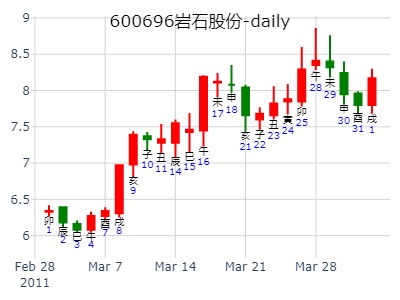 600696岩石股份-daily
9
8.5
8
7.5
7
6.5
6
卯
1
辰
2
巳
3
午
4
酉
7
戌
8
亥
9
子
10
丑
11
辰
14
巳
15
午
16
未
17
申
18
亥
21
子
22
丑
23
寅
24
卯
25
午
28
未
29
申
30
酉
31
戌
1
Feb 28
2011
Mar 7
Mar 14
Mar 21
Mar 28